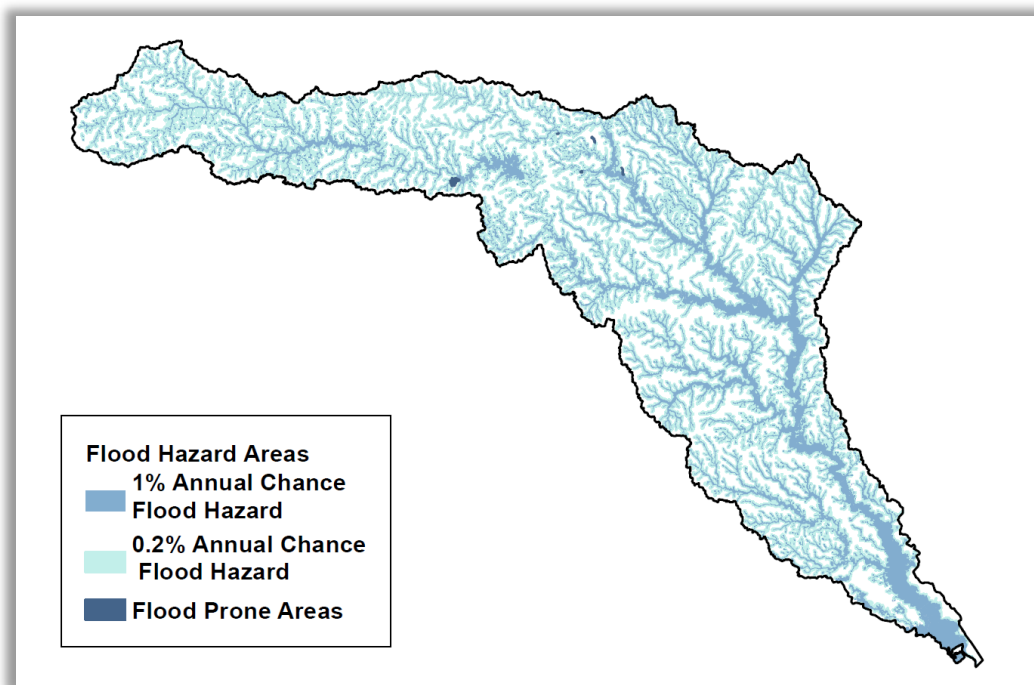 Flood Hazard Areas
1% Annual Chance
Flood Hazard
0.2% Annual Chance
Flood Hazard
Flood Prone Areas